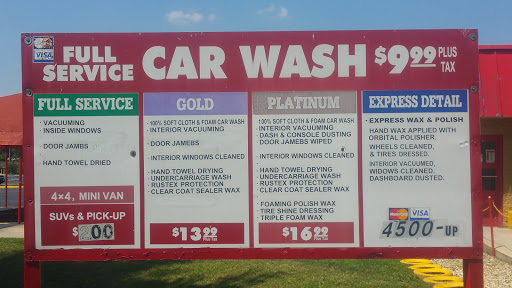 VISA
FULL SERVICE CAR WASH $9.99 PLUS TAX
FULL SERVICE
- VACUUMING
- INSIDE WINDOWS
- DOOR JAMBS
- HAND TOWEL DRIED
4x4, MINI VAN
SUVs & PICK-UP
$ .00
GOLD
- 100% SOFT CLOTH & FOAM CAR WASH
- INTERIOR VACUUMING
- DOOR JAMEBS
- INTERIOR WINDOWS CLEANED
- HAND TOWEL DRYING
- UNDERCARRIAGE WASH
- RUSTEX PROTECTION
- CLEAR COAT SEALER WAX
$13.99 Plus Tax
PLATINUM
100% SOFT CLOTH & FOAM CAR WASH
- INTERIOR VACUUMING
- DASH & CONSOLE DUSTING
- DOOR JAMEBS WIPED
- INTERIOR WINDOWS CLEANED
- HAND TOWEL DRYING
- UNDERCARRIAGE WASH
- RUSTEX PROTECTION
- CLEAR COAT SEALER WAX
- FOAMING POLISH WAX
- TIRE SHINE DRESSING
- TRIPLE FOAM WAX
$16.99 Plus Tax
EXPRESS DETAIL
- EXPRESS WAX & POLISH
HAND WAX APPLIED WITH
ORBITAL POLISHER.
WHEELS CLEANED,
& TIRES DRESSED.
INTERIOR VACUUMED,
WIDOWS CLEANED,
DASHBOARD DUSTED.
MasterCard VISA
4500-UP